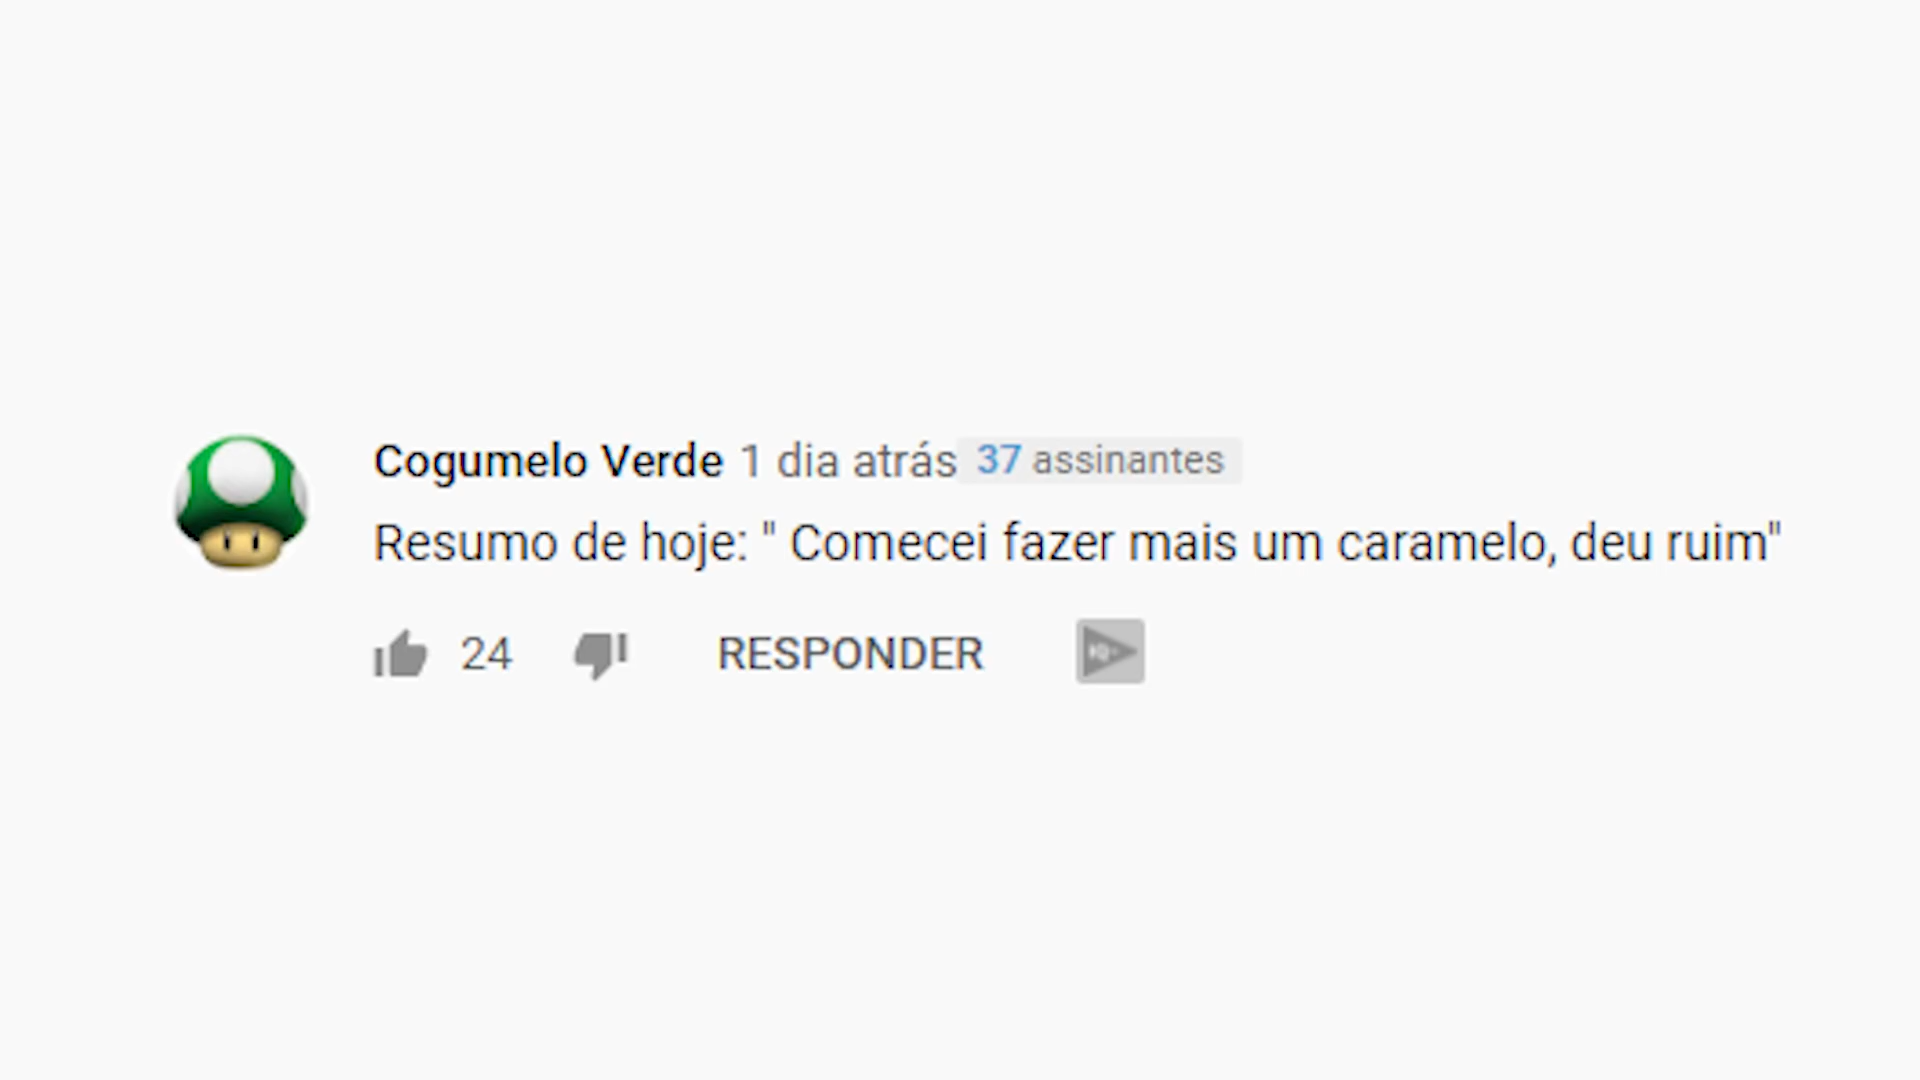 Cogumelo Verde 1 dia atrás 37 assinantes
Resumo de hoje: " Comecei fazer mais um caramelo, deu ruim"
24 RESPONDER